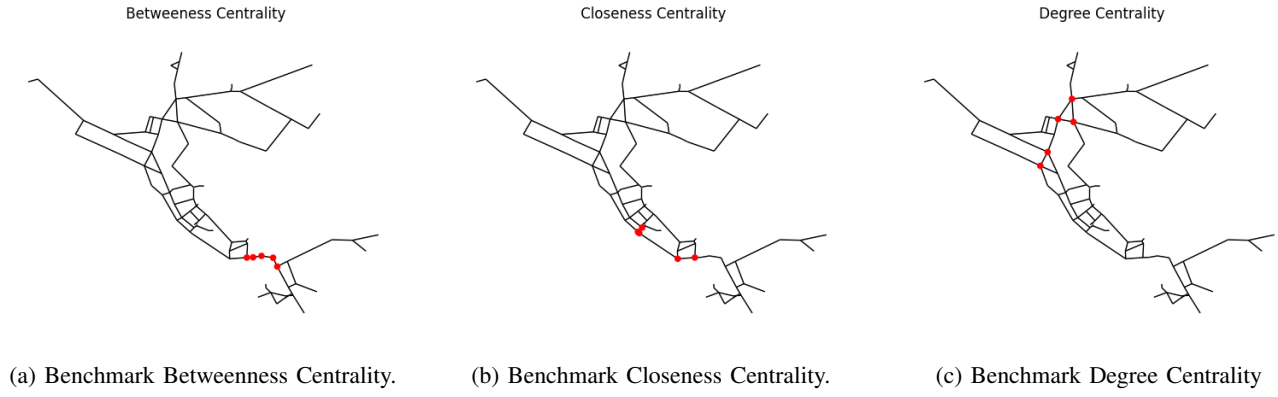 Betweeness Centrality
Closeness Centrality
Degree Centrality
(a) Benchmark Betweenness Centrality.
(b) Benchmark Closeness Centrality.
(c) Benchmark Degree Centrality